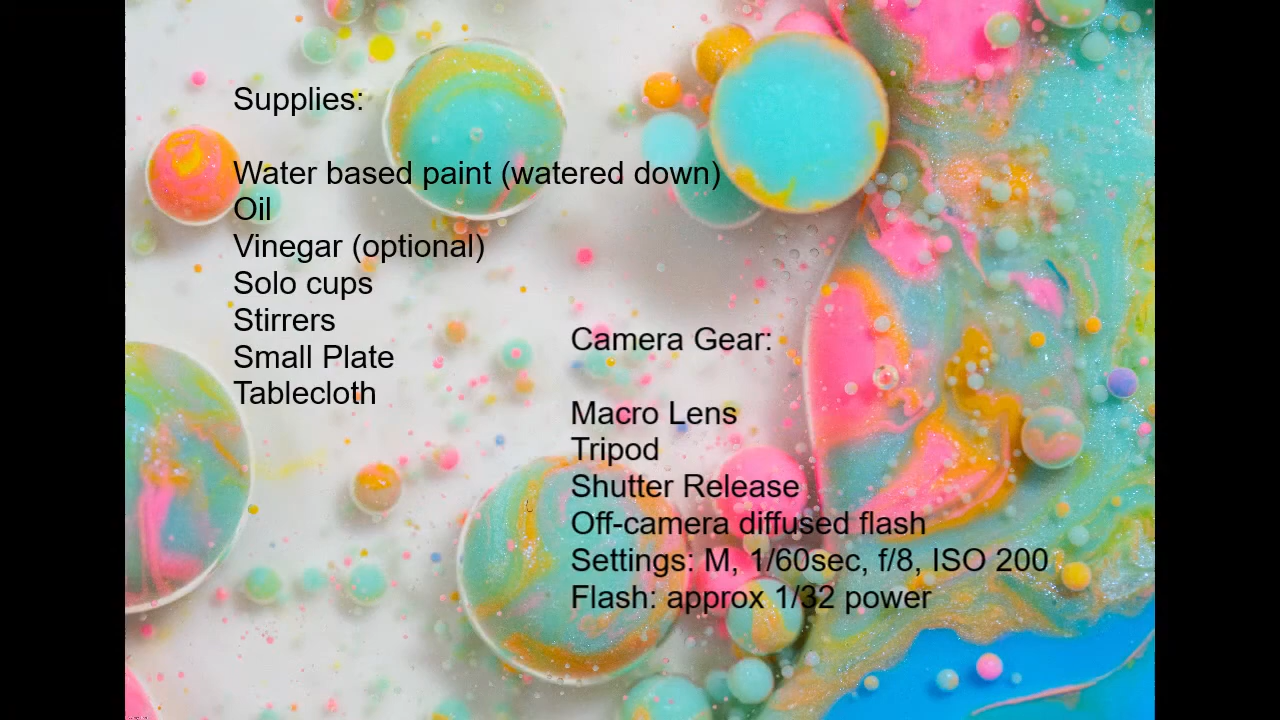 Supplies:
Water based paint (watered down)
Oil
Vinegar (optional)
Solo cups
Stirrers
Small Plate
Tablecloth
Camera Gear:
Macro Lens
Tripod
Shutter Release
Off-camera diffused flash
Settings: M, 1/60sec, f/8, ISO 200
Flash: approx 1/32 power